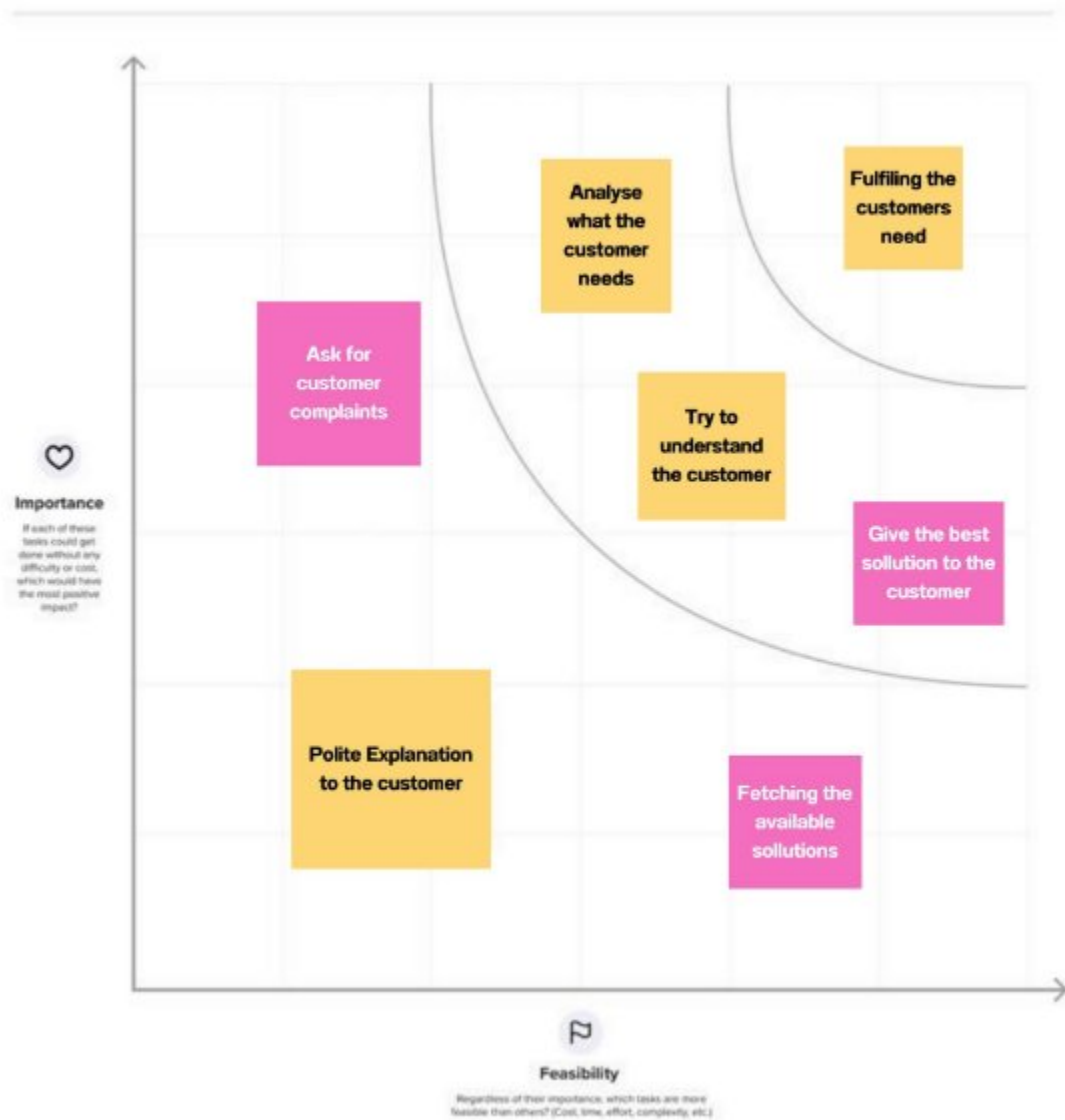 Analyse
what the
customer
needs
Fulfiling the
customers
need
Ask for
customer
complaints
Try to
understand
the customer
Importance
If each of these
tasks could get
done without any
difficulty or cost,
which would have
the most positive
impact?
Give the best
sollution to the
customer
Polite Explanation
to the customer
Fetching the
available
sollutions
Feasibility
Regardless of their importance, which tasks are more
feasible than others? (Cost, time, effort, complexity, etc.)